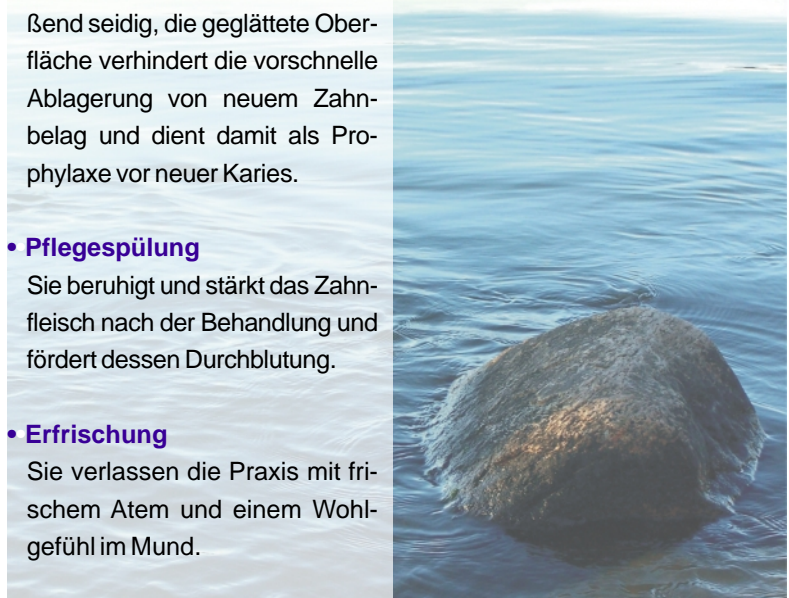 ßend seidig, die geglättete Ober-
fläche verhindert die vorschnelle
Ablagerung von neuem Zahn-
belag und dient damit als Pro-
phylaxe vor neuer Karies.
• Pflegespülung
Sie beruhigt und stärkt das Zahn-
fleisch nach der Behandlung und
fördert dessen Durchblutung.
• Erfrischung
Sie verlassen die Praxis mit fri-
schem Atem und einem Wohl-
gefühl im Mund.